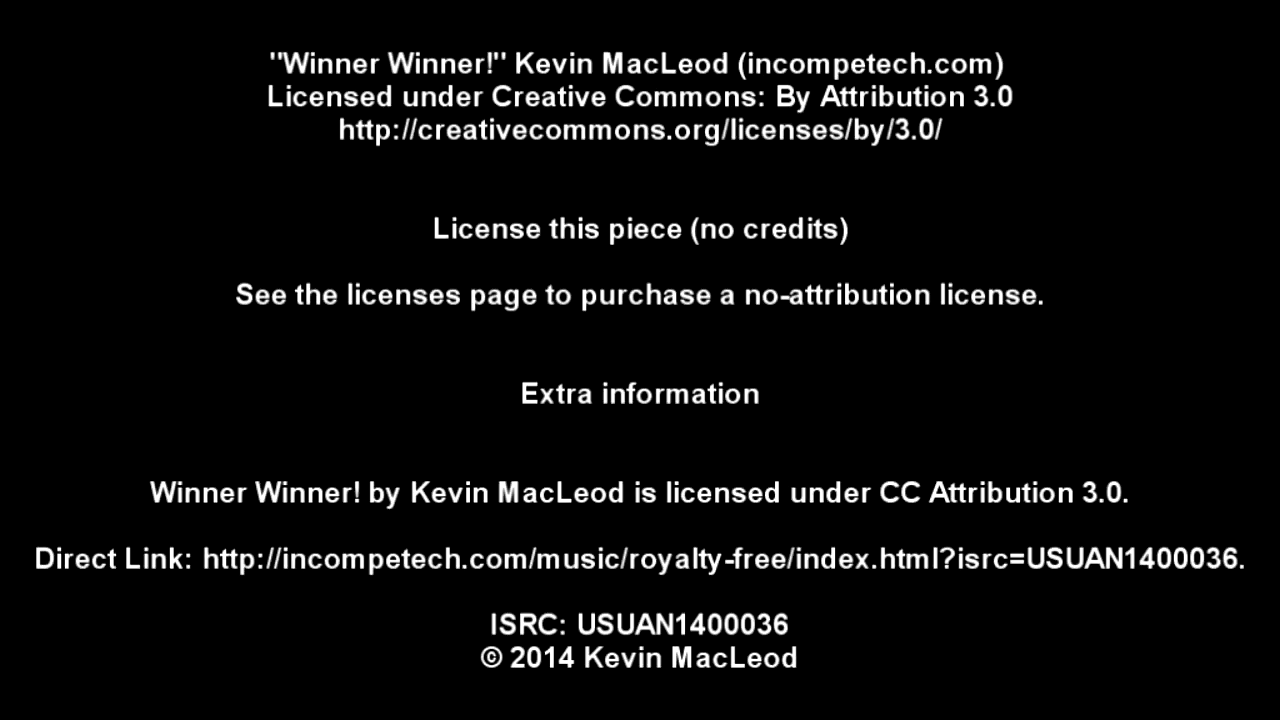 "Winner Winner!" Kevin MacLeod (incompetech.com)
Licensed under Creative Commons: By Attribution 3.0
http://creativecommons.org/licenses/by/3.0/
License this piece (no credits)
See the licenses page to purchase a no-attribution license.
Extra information
Winner Winner! by Kevin MacLeod is licensed under CC Attribution 3.0.
Direct Link: http://incompetech.com/music/royalty-free/index.html?isrc=USUAN1400036.
ISRC: USUAN1400036
© 2014 Kevin MacLeod